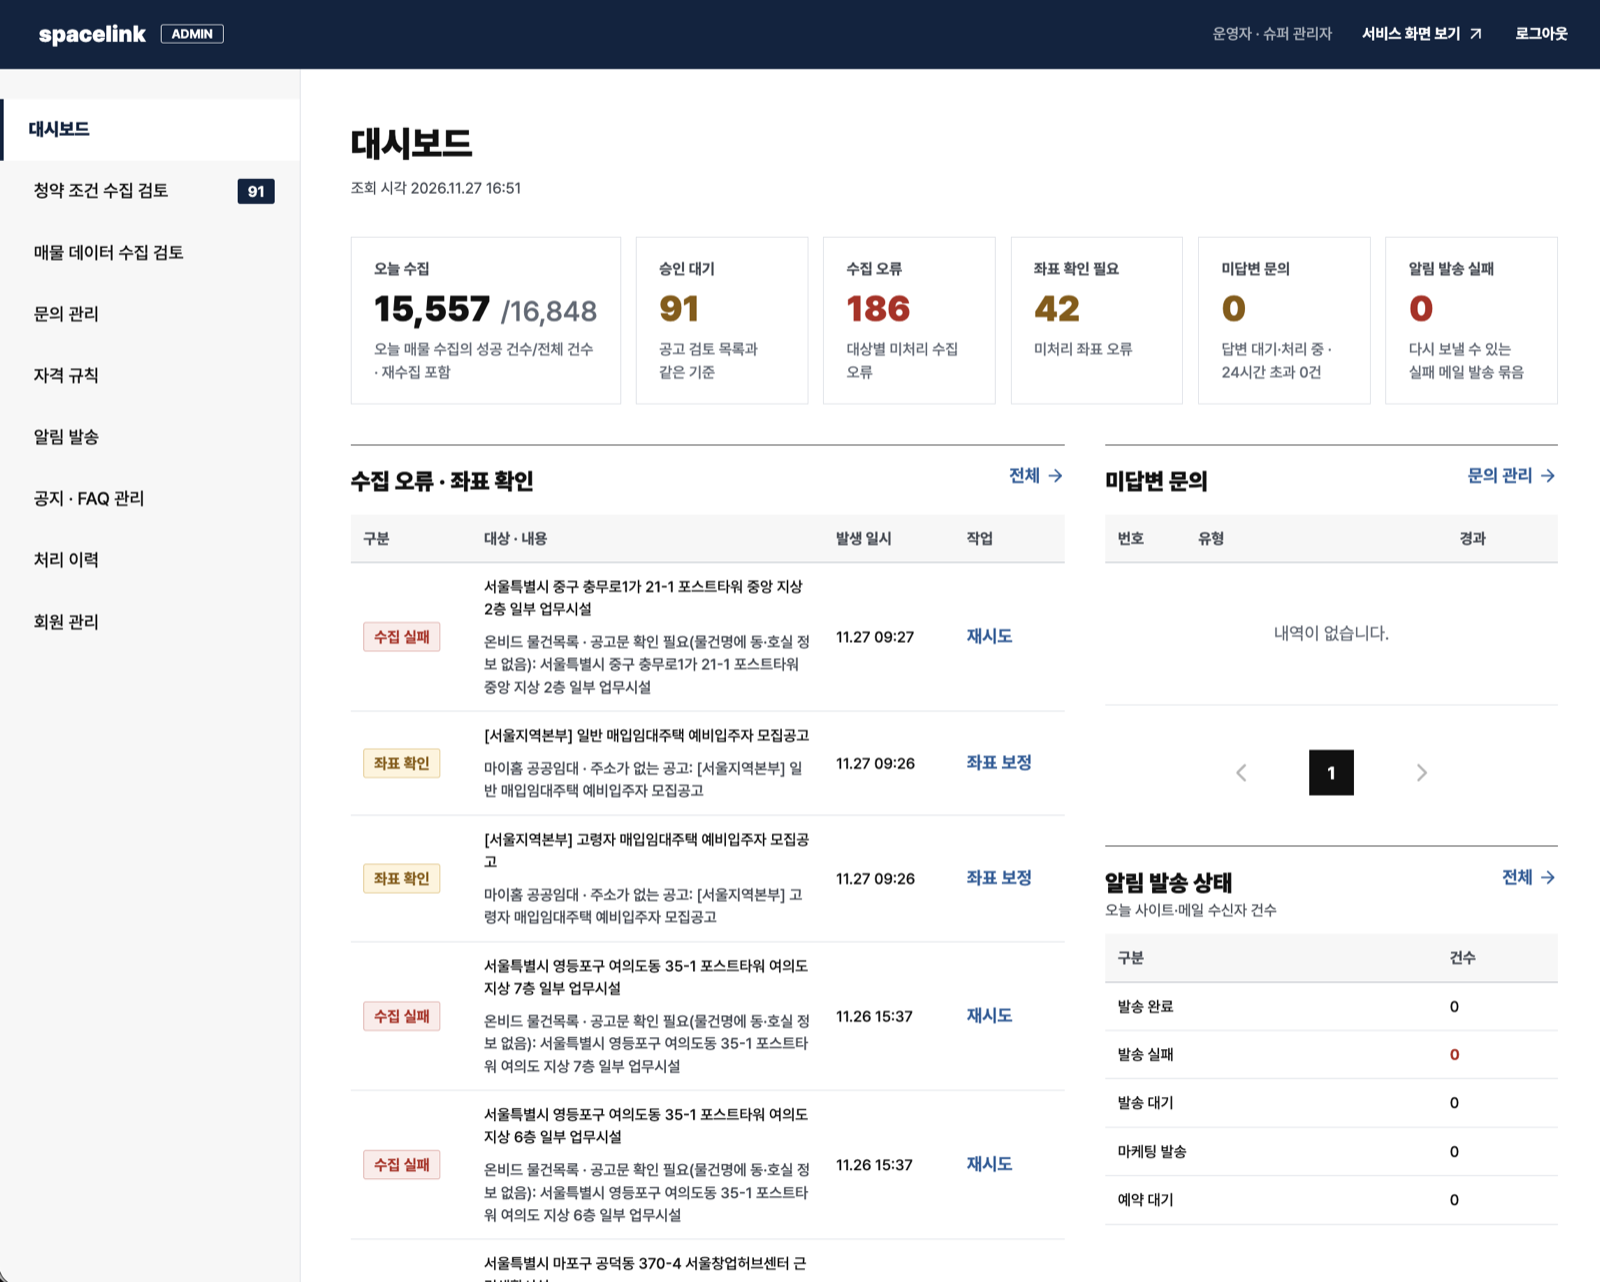 spacelink ADMIN
운영자 · 슈퍼 관리자 서비스 화면 보기 로그아웃
대시보드
청약 조건 수집 검토 91
매물 데이터 수집 검토
문의 관리
자격 규칙
알림 발송
공지 · FAQ 관리
처리 이력
회원 관리
대시보드
조회 시각 2026.11.27 16:51
오늘 수집
15,557 /16,848
오늘 매물 수집의 성공 건수/전체 건수
· 재수집 포함
승인 대기
91
공고 검토 목록과
같은 기준
수집 오류
186
대상별 미처리 수집
오류
좌표 확인 필요
42
미처리 좌표 오류
미답변 문의
0
답변 대기·처리 중 ·
24시간 초과 0건
알림 발송 실패
0
다시 보낼 수 있는
실패 메일 발송 묶음
수집 오류 · 좌표 확인 전체
구분 대상 · 내용 발생 일시 작업
수집 실패
서울특별시 중구 충무로1가 21-1 포스트타워 중앙 지상
2층 일부 업무시설
온비드 물건목록 · 공고문 확인 필요(물건명에 동·호실 정
보 없음): 서울특별시 중구 충무로1가 21-1 포스트타워
중앙 지상 2층 일부 업무시설
11.27 09:27
재시도
좌표 확인
[서울지역본부] 일반 매입임대주택 예비입주자 모집공고
마이홈 공공임대 · 주소가 없는 공고: [서울지역본부] 일
반 매입임대주택 예비입주자 모집공고
11.27 09:26
좌표 보정
좌표 확인
[서울지역본부] 고령자 매입임대주택 예비입주자 모집공
고
마이홈 공공임대 · 주소가 없는 공고: [서울지역본부] 고
령자 매입임대주택 예비입주자 모집공고
11.27 09:26
좌표 보정
수집 실패
서울특별시 영등포구 여의도동 35-1 포스트타워 여의도
지상 7층 일부 업무시설
온비드 물건목록 · 공고문 확인 필요(물건명에 동·호실 정
보 없음): 서울특별시 영등포구 여의도동 35-1 포스트타
워 여의도 지상 7층 일부 업무시설
11.26 15:37
재시도
수집 실패
서울특별시 영등포구 여의도동 35-1 포스트타워 여의도
지상 6층 일부 업무시설
온비드 물건목록 · 공고문 확인 필요(물건명에 동·호실 정
보 없음): 서울특별시 영등포구 여의도동 35-1 포스트타
워 여의도 지상 6층 일부 업무시설
11.26 15:37
재시도
서울특별시 마포구 공덕동 370-4 서울창업허브센터 근
미답변 문의 문의 관리
번호 유형 경과
내역이 없습니다.
1
알림 발송 상태 전체
오늘 사이트·메일 수신자 건수
구분 건수
발송 완료 0
발송 실패 0
발송 대기 0
마케팅 발송 0
예약 대기 0